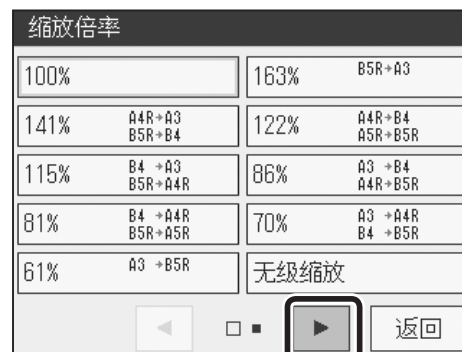 缩放倍率
100%
163% B5R→A3
141% A4R→A3
B5R→B4
122% A4R→B4
A5R→B5R
115% B4 →A3
B5R→A4R
86% A3 →B4
A4R→B5R
81% B4 →A4R
B5R→A5R
70% A3 →A4R
B4 →B5R
61% A3 →B5R
无级缩放
返回